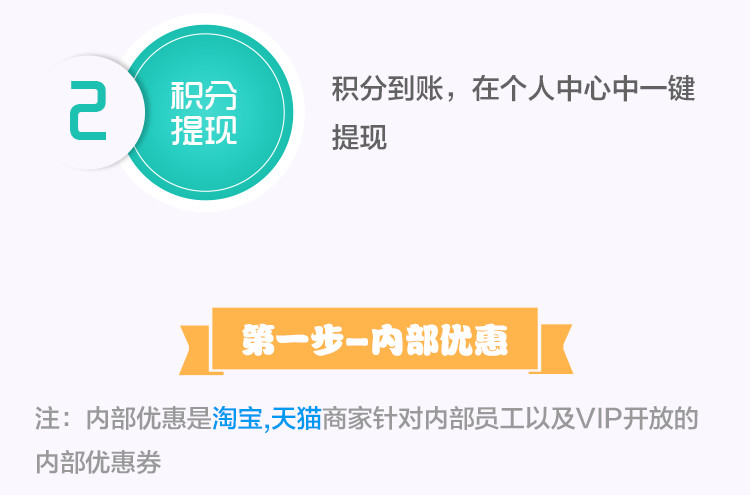 2
积分
提现
积分到账，在个人中心中一键
提现
第一步-内部优惠
注：内部优惠是淘宝,天猫商家针对内部员工以及VIP开放的
内部优惠券